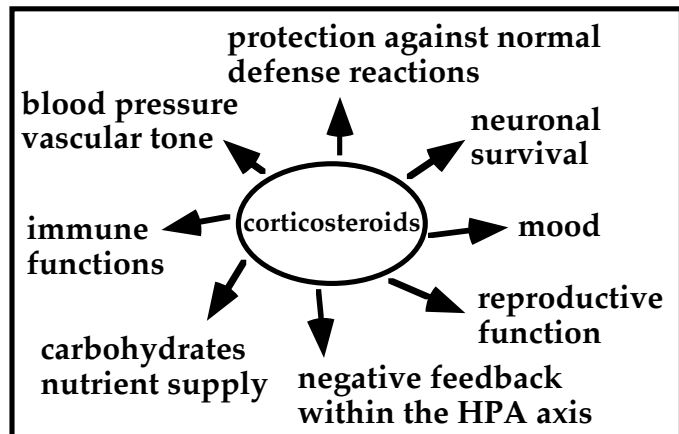 protection against normal
defense reactions
blood pressure
vascular tone
neuronal
survival
corticosteroids
immune
functions
mood
reproductive
function
carbohydrates
nutrient supply
negative feedback
within the HPA axis